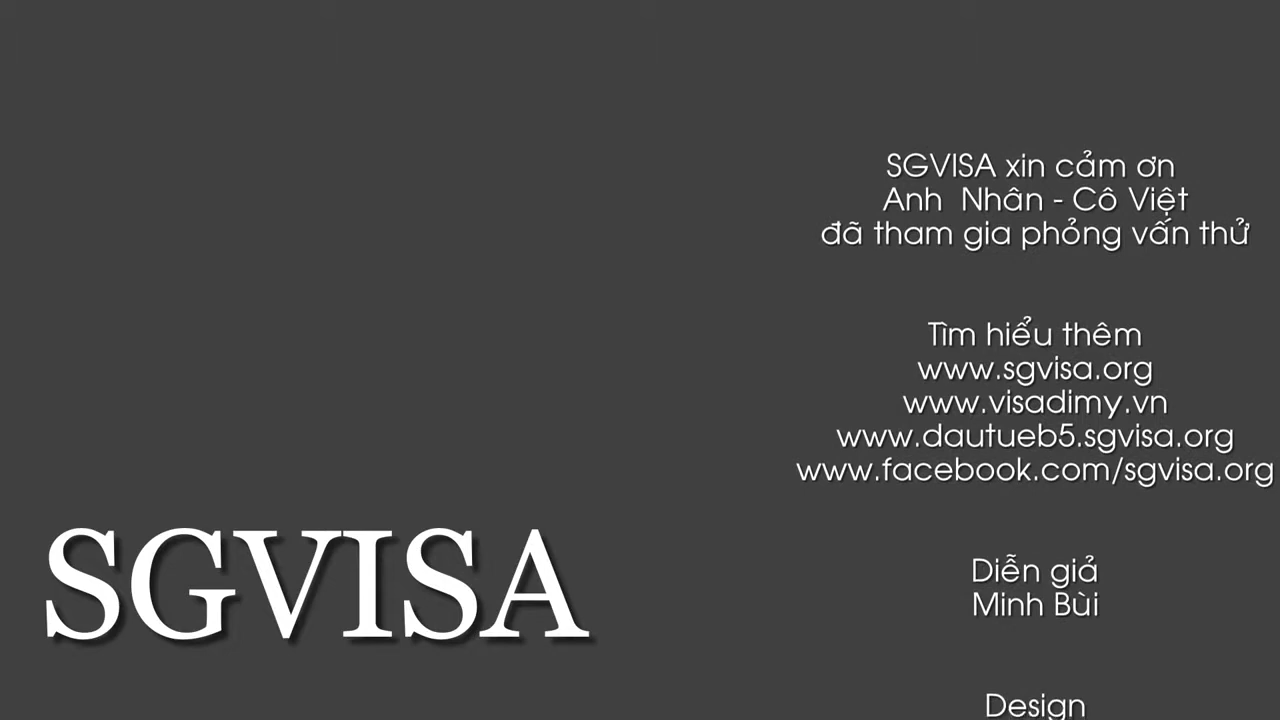 SGVISA xin cảm ơn
Anh Nhân - Cô Việt
đã tham gia phỏng vấn thử
Tìm hiểu thêm
www.sgvisa.org
www.visadimy.vn
www.dautueb5.sgvisa.org
www.facebook.com/sgvisa.org
SGVISA
Diễn giả
Minh Bùi
Design